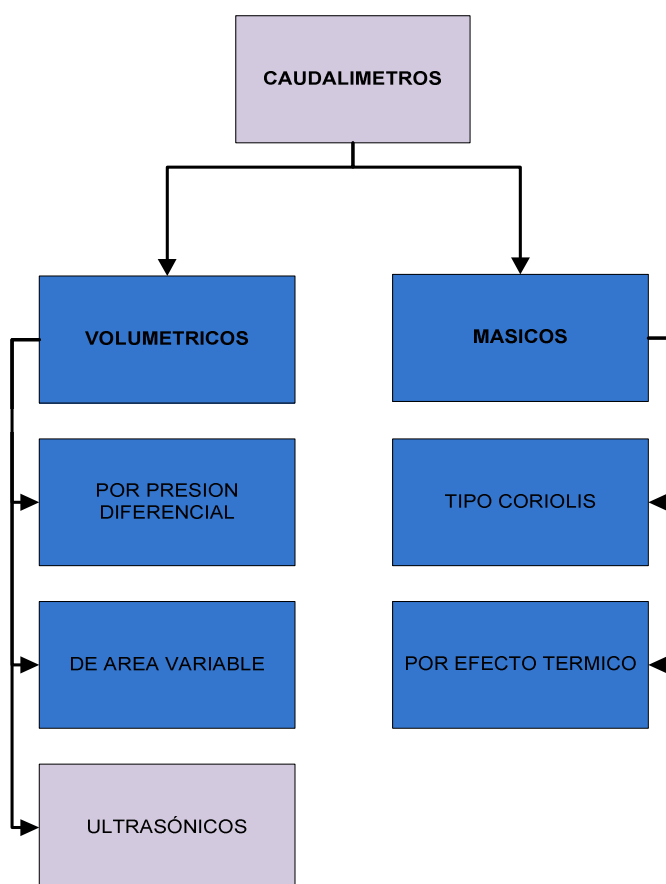 CAUDALIMETROS
VOLUMETRICOS
MASICOS
POR PRESION
DIFERENCIAL
TIPO CORIOLIS
DE AREA VARIABLE
POR EFECTO TERMICO
ULTRASÓNICOS